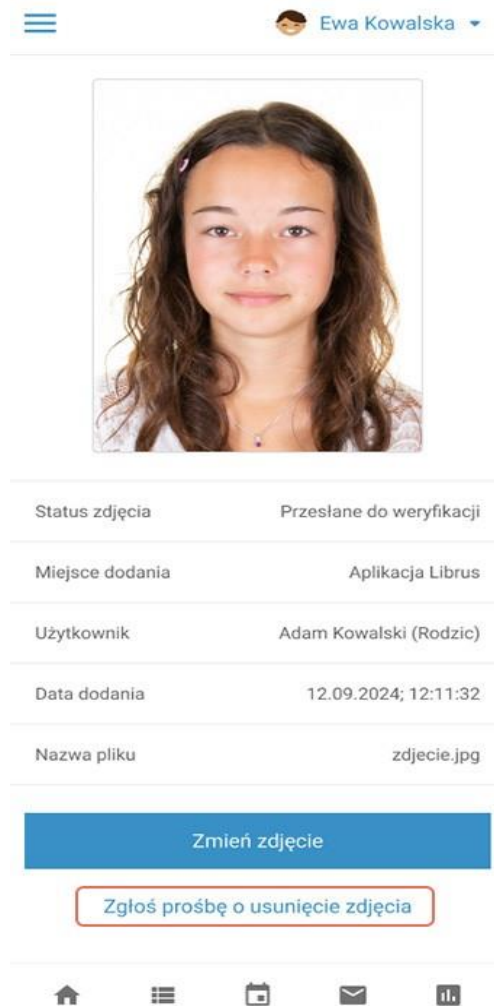 Ewa Kowalska
Status zdjęcia Przesłane do weryfikacji
Miejsce dodania Aplikacja Librus
Użytkownik Adam Kowalski (Rodzic)
Data dodania 12.09.2024; 12:11:32
Nazwa pliku zdjecie.jpg
Zmień zdjęcie
Zgłoś prośbę o usunięcie zdjęcia